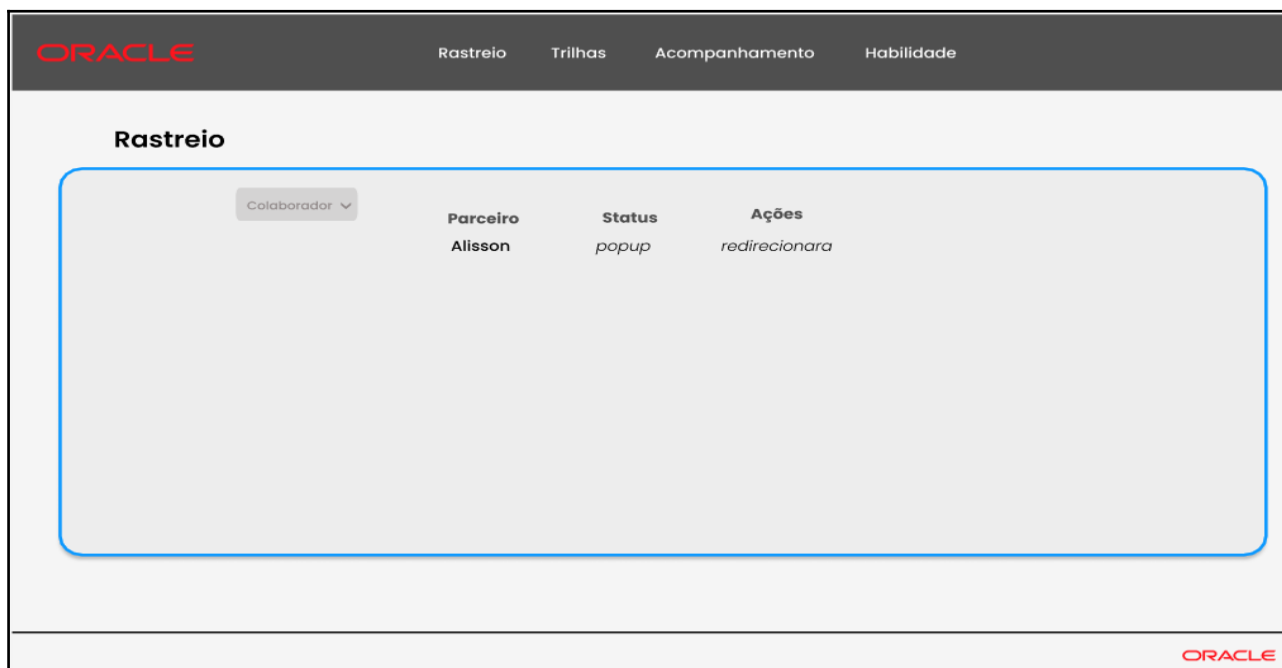 ORACLE Rastreio Trilhas Acompanhamento Habilidade
Rastreio
Colaborador
Parceiro Status Ações
Alisson popup redirecionara
ORACLE